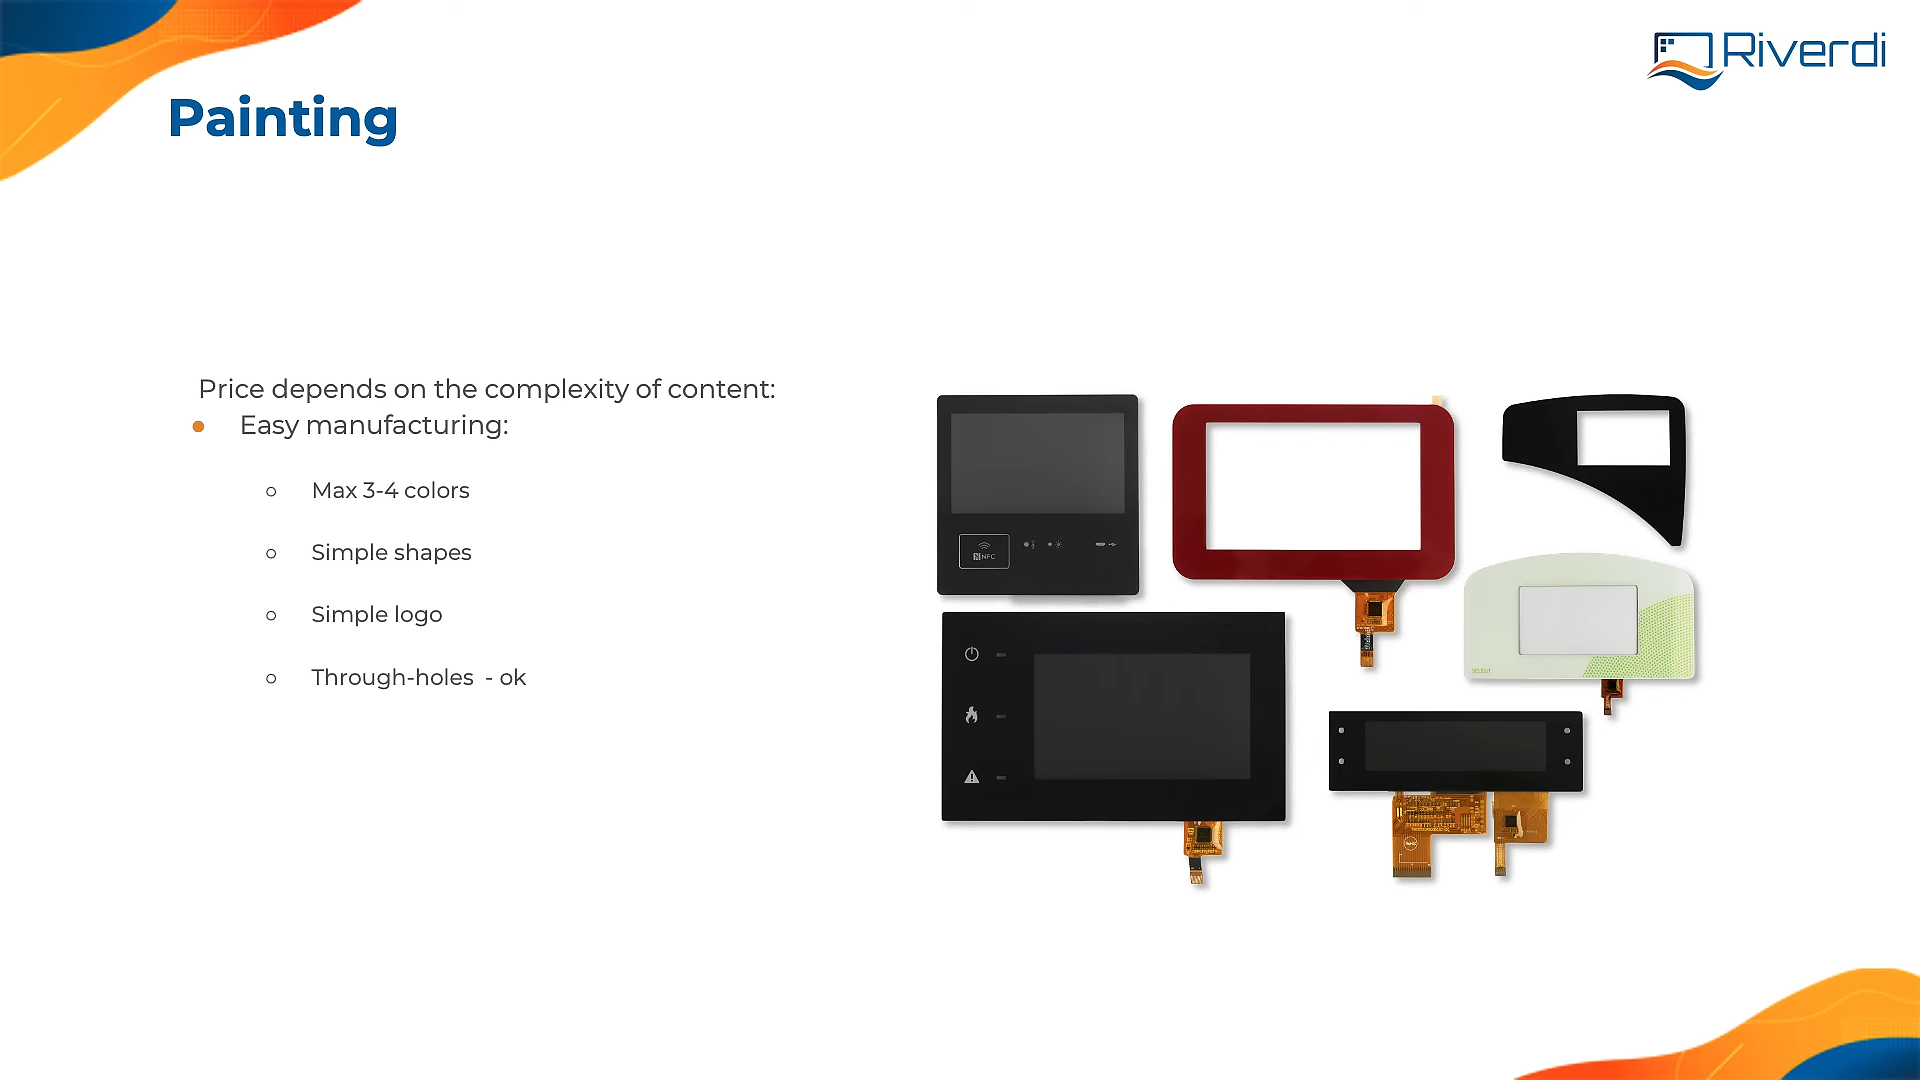 Riverdi
Painting
Price depends on the complexity of content:
Easy manufacturing:
Max 3-4 colors
Simple shapes
Simple logo
Through-holes - ok
NFC
SELECT